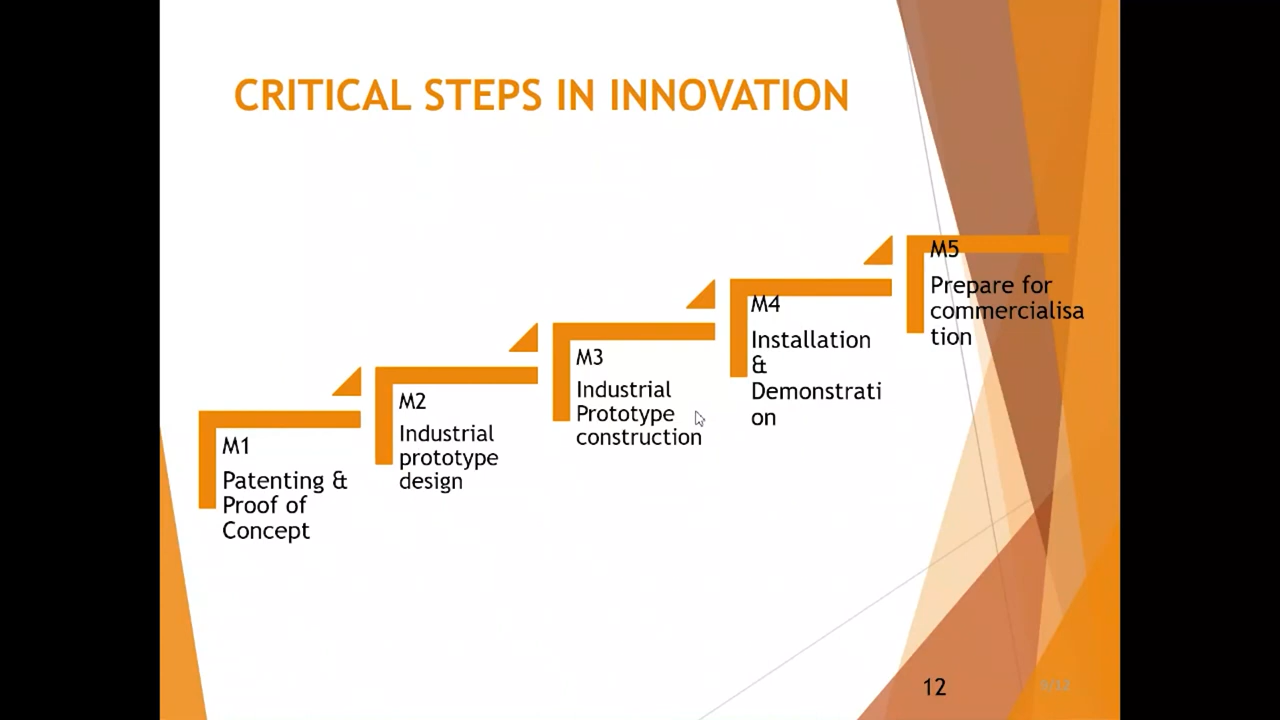 CRITICAL STEPS IN INNOVATION
M1
Patenting &
Proof of
Concept
M2
Industrial
prototype
design
M3
Industrial
Prototype
construction
M4
Installation
&
Demonstrati
on
M5
Prepare for
commercialisa
tion
12